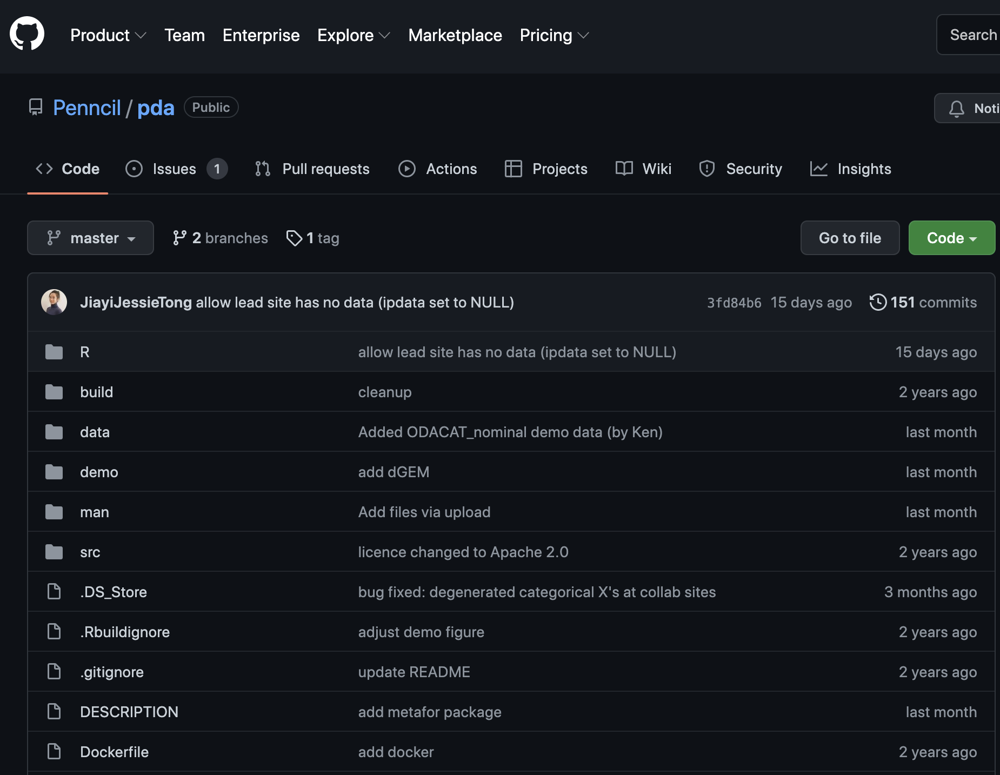 Product Team Enterprise Explore Marketplace Pricing Search
Penncil / pda Public Noti
Code Issues 1 Pull requests Actions Projects Wiki Security Insights
master 2 branches 1 tag Go to file Code
JiayiJessieTong allow lead site has no data (ipdata set to NULL) 3fd84b6 15 days ago 151 commits
R allow lead site has no data (ipdata set to NULL) 15 days ago
build cleanup 2 years ago
data Added ODACAT_nominal demo data (by Ken) last month
demo add dGEM last month
man Add files via upload last month
src licence changed to Apache 2.0 2 years ago
.DS_Store bug fixed: degenerated categorical X's at collab sites 3 months ago
.Rbuildignore adjust demo figure 2 years ago
.gitignore update README 2 years ago
DESCRIPTION add metafor package last month
Dockerfile add docker 2 years ago